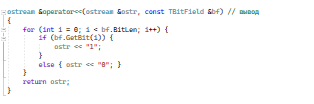 ostream &operator<<(ostream &ostr, const TBitField &bf) // вывод
{
    for (int i = 0; i < bf.BitLen; i++) {
        if (bf.GetBit(i)) {
            ostr << "1";
        }
        else { ostr << "0"; }
    }
    return ostr;
}